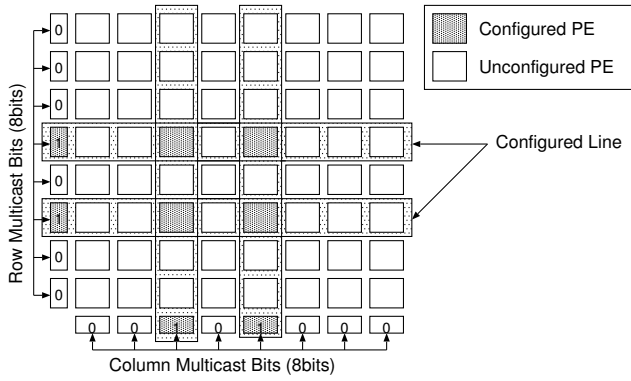 Configured PE
Unconfigured PE
Configured Line
Row Multicast Bits (8bits)
0
0
0
1
0
1
0
0
0 0 1 0 1 0 0 0
Column Multicast Bits (8bits)